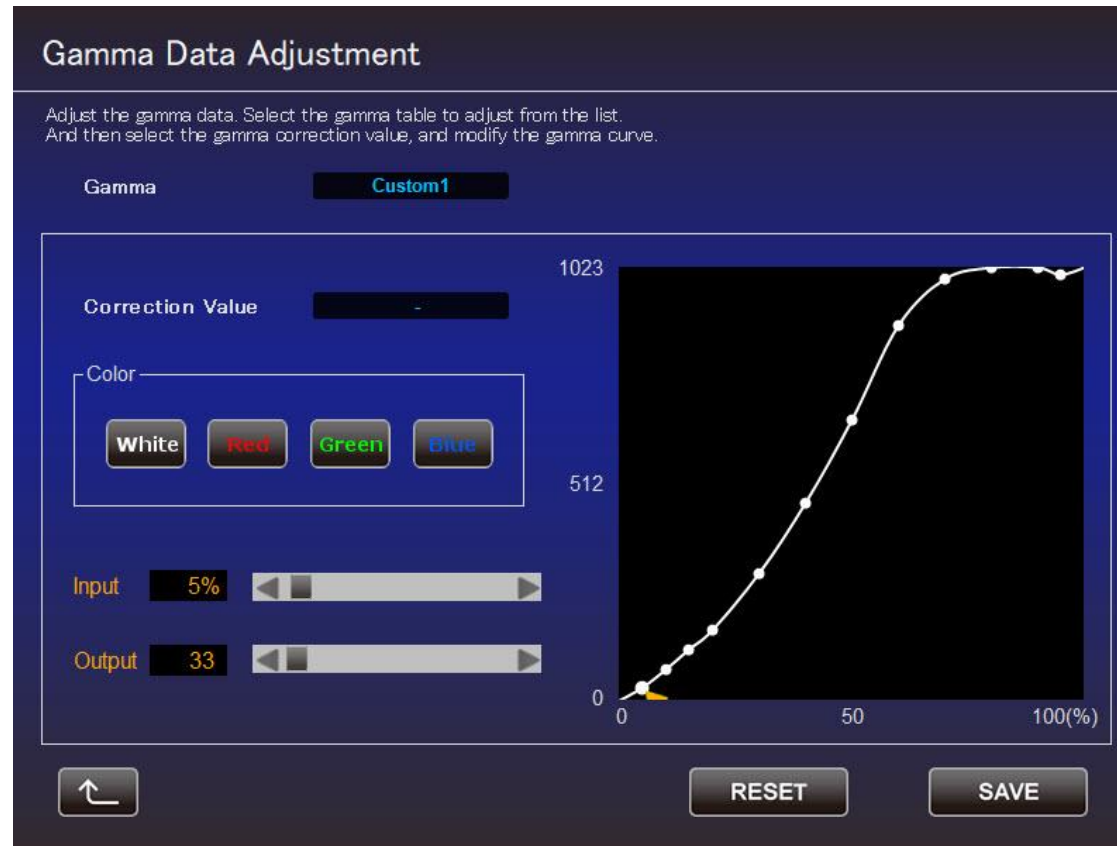 Gamma Data Adjustment
Adjust the gamma data. Select the gamma table to adjust from the list.
And then select the gamma correction value, and modify the gamma curve.
Gamma
Custom1
Correction Value
-
Color
White
Red
Green
Blue
Input
5%
Output
33
1023
512
0
0
50
100(%)
RESET
SAVE